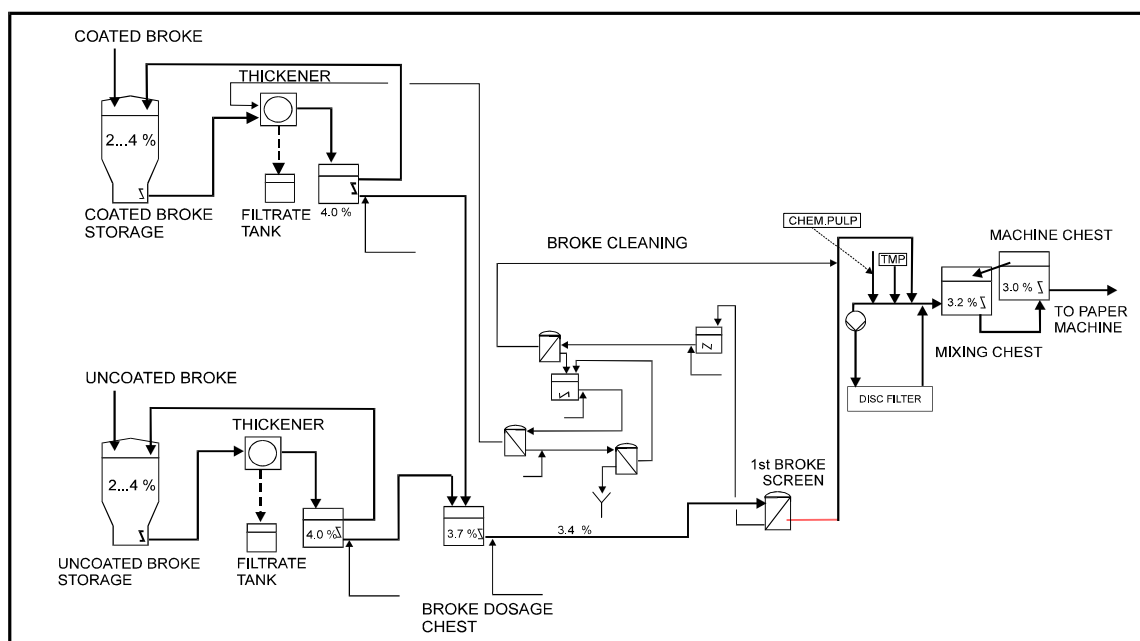 COATED BROKE
THICKENER
2...4 %
COATED BROKE
STORAGE
FILTRATE
TANK
4.0 %
BROKE CLEANING
CHEM.PULP
TMP
MACHINE CHEST
3.0 %
3.2 %
TO PAPER
MACHINE
MIXING CHEST
DISC FILTER
UNCOATED BROKE
THICKENER
2...4 %
UNCOATED BROKE
STORAGE
FILTRATE
TANK
4.0 %
3.7 %
3.4 %
BROKE DOSAGE
CHEST
1st BROKE
SCREEN